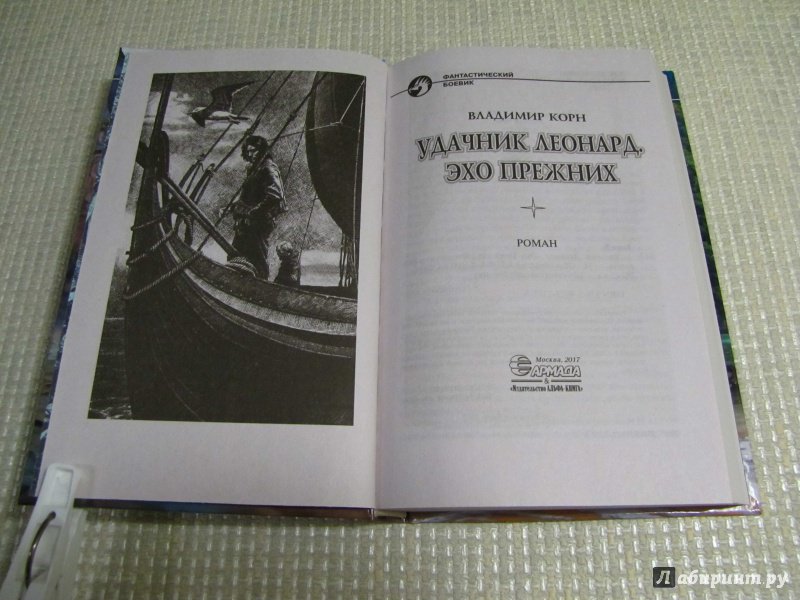 ФАНТАСТИЧЕСКИЙ
БОЕВИК
ВЛАДИМИР КОРН
УДАЧНИК ЛЕОНАРД.
ЭХО ПРЕЖНИХ
РОМАН
Москва, 2017
АРМАДА
&
«Издательство АЛЬФА-КНИГА»
Лабиринт.ру